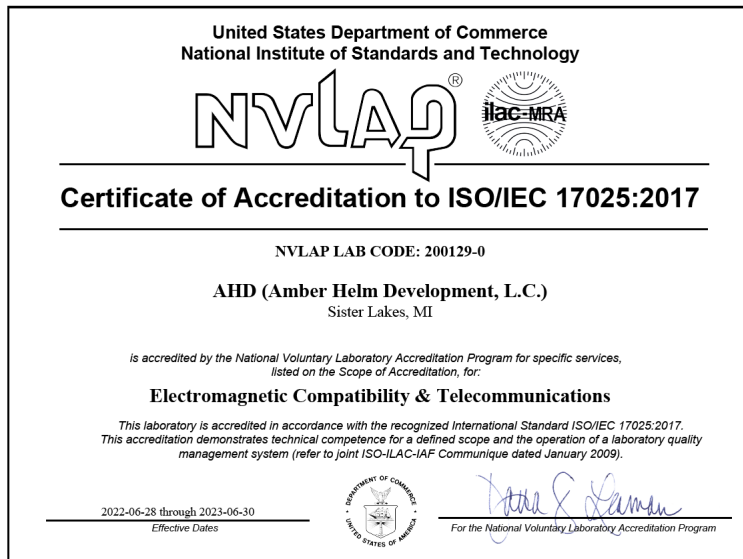 United States Department of Commerce
National Institute of Standards and Technology
NVLAP®
ilac-MRA
Certificate of Accreditation to ISO/IEC 17025:2017
NVLAP LAB CODE: 200129-0
AHD (Amber Helm Development, L.C.)
Sister Lakes, MI
is accredited by the National Voluntary Laboratory Accreditation Program for specific services,
listed on the Scope of Accreditation, for:
Electromagnetic Compatibility & Telecommunications
This laboratory is accredited in accordance with the recognized International Standard ISO/IEC 17025:2017.
This accreditation demonstrates technical competence for a defined scope and the operation of a laboratory quality
management system (refer to joint ISO-ILAC-IAF Communique dated January 2009).
2022-06-28 through 2023-06-30
Effective Dates
DEPARTMENT OF COMMERCE
UNITED STATES OF AMERICA
For the National Voluntary Laboratory Accreditation Program